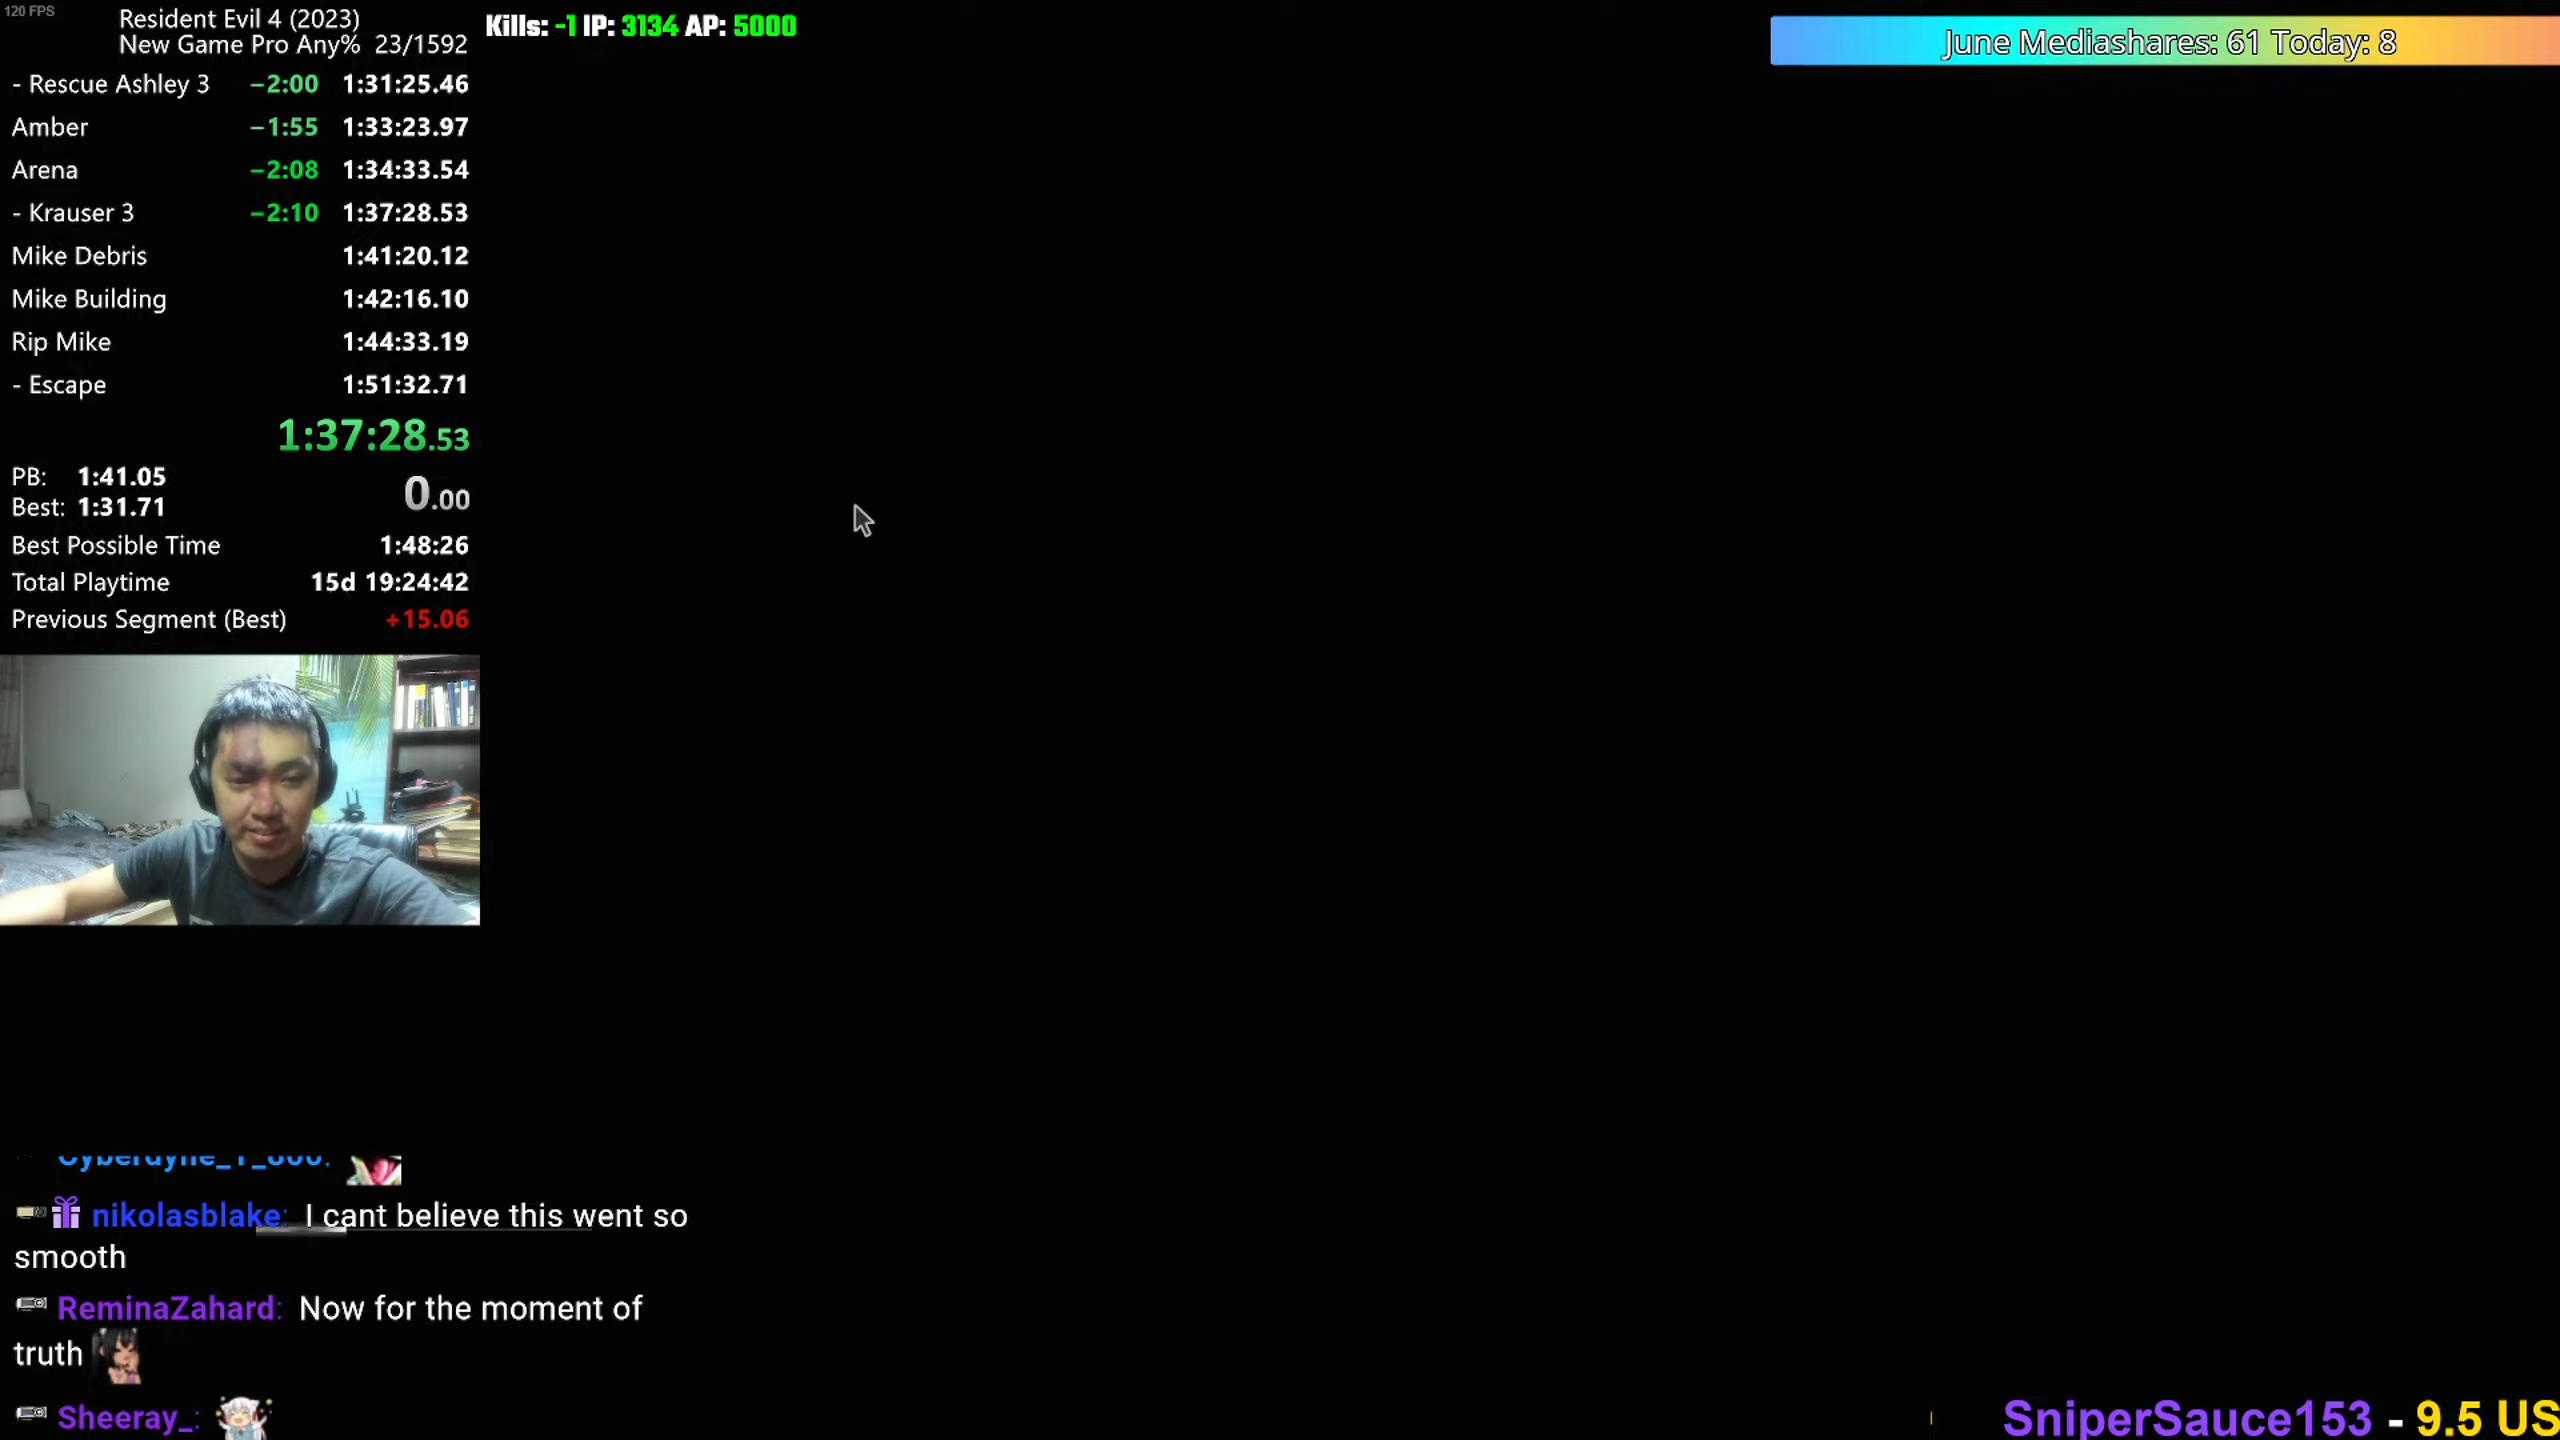 120 FPS
Resident Evil 4 (2023)
New Game Pro Any% 23/1592
Kills: -1 IP: 3134 AP: 5000
June Mediashares: 61 Today: 8
- Rescue Ashley 3 −2:00 1:31:25.46
Amber −1:55 1:33:23.97
Arena −2:08 1:34:33.54
- Krauser 3 −2:10 1:37:28.53
Mike Debris 1:41:20.12
Mike Building 1:42:16.10
Rip Mike 1:44:33.19
- Escape 1:51:32.71
1:37:28.53
PB: 1:41.05
Best: 1:31.71
0.00
Best Possible Time 1:48:26
Total Playtime 15d 19:24:42
Previous Segment (Best) +15.06
nikolasblake: I cant believe this went so
smooth
ReminaZahard: Now for the moment of
truth
Sheeray_:
SniperSauce153 - 9.5 US